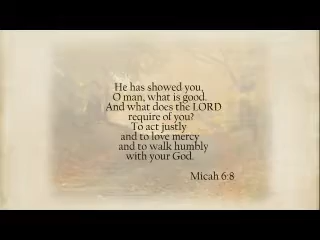 He has showed you,
O man, what is good.
And what does the LORD
require of you?
To act justly
and to love mercy
and to walk humbly
with your God.
Micah 6:8